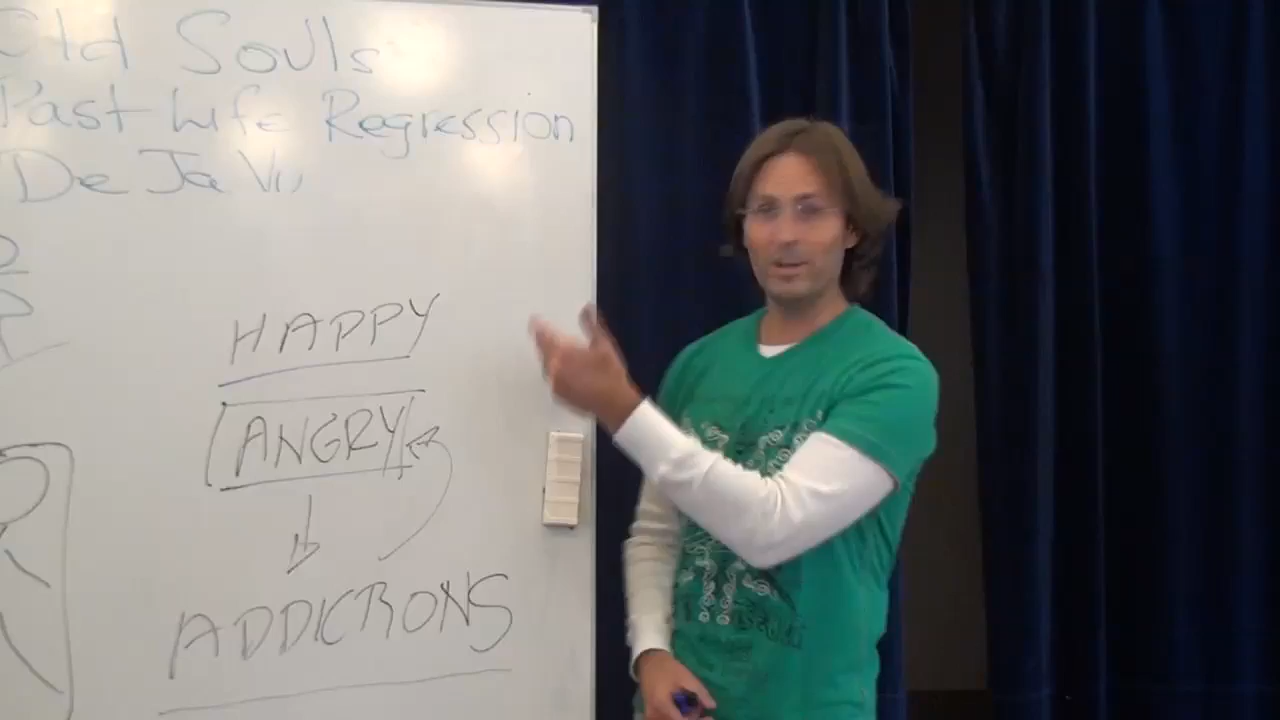 Old Souls
Past Life Regression
De Ja Vu
HAPPY
ANGRY
ADDICTIONS